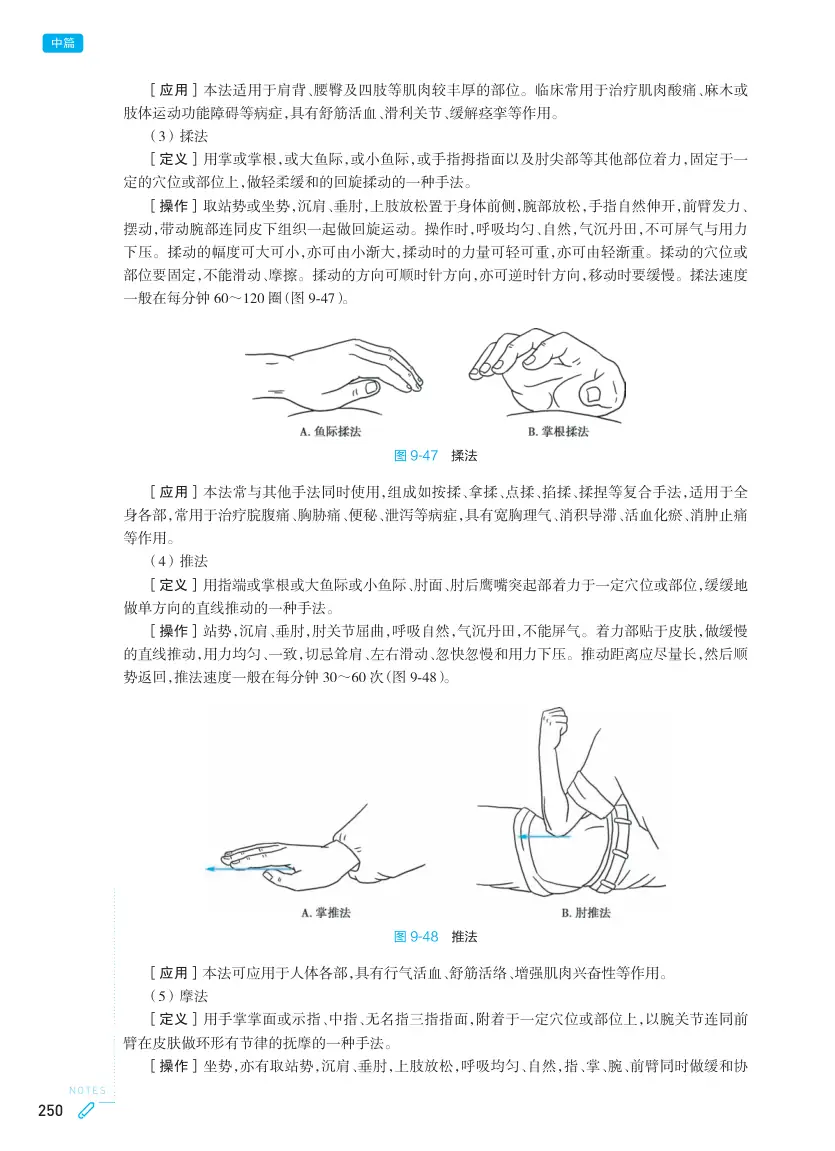 中篇
［应用］本法适用于肩背、腰臀及四肢等肌肉较丰厚的部位。临床常用于治疗肌肉酸痛、麻木或
肢体运动功能障碍等病症，具有舒筋活血、滑利关节、缓解痉挛等作用。
（3）揉法
［定义］用掌或掌根，或大鱼际，或小鱼际，或手指拇指面以及肘尖部等其他部位着力，固定于一
定的穴位或部位上，做轻柔缓和的回旋揉动的一种手法。
［操作］取站势或坐势，沉肩、垂肘，上肢放松置于身体前侧，腕部放松，手指自然伸开，前臂发力、
摆动，带动腕部连同皮下组织一起做回旋运动。操作时，呼吸均匀、自然，气沉丹田，不可屏气与用力
下压。揉动的幅度可大可小，亦可由小渐大，揉动时的力量可轻可重，亦可由轻渐重。揉动的穴位或
部位要固定，不能滑动、摩擦。揉动的方向可顺时针方向，亦可逆时针方向，移动时要缓慢。揉法速度
一般在每分钟 60～120 圈（图 9-47）。
A. 鱼际揉法
B. 掌根揉法
图 9-47 揉法
［应用］本法常与其他手法同时使用，组成如按揉、拿揉、点揉、掐揉、揉捏等复合手法，适用于全
身各部，常用于治疗脘腹痛、胸胁痛、便秘、泄泻等病症，具有宽胸理气、消积导滞、活血化瘀、消肿止痛
等作用。
（4）推法
［定义］用指端或掌根或大鱼际或小鱼际、肘面、肘后鹰嘴突起部着力于一定穴位或部位，缓缓地
做单方向的直线推动的一种手法。
［操作］站势，沉肩、垂肘，肘关节屈曲，呼吸自然，气沉丹田，不能屏气。着力部贴于皮肤，做缓慢
的直线推动，用力均匀、一致，切忌耸肩、左右滑动、忽快忽慢和用力下压。推动距离应尽量长，然后顺
势返回，推法速度一般在每分钟 30～60 次（图 9-48）。
A. 掌推法
B. 肘推法
图 9-48 推法
［应用］本法可应用于人体各部，具有行气活血、舒筋活络、增强肌肉兴奋性等作用。
（5）摩法
［定义］用手掌掌面或示指、中指、无名指三指指面，附着于一定穴位或部位上，以腕关节连同前
臂在皮肤做环形有节律的抚摩的一种手法。
［操作］坐势，亦有取站势，沉肩、垂肘，上肢放松，呼吸均匀、自然，指、掌、腕、前臂同时做缓和协
NOTES
250